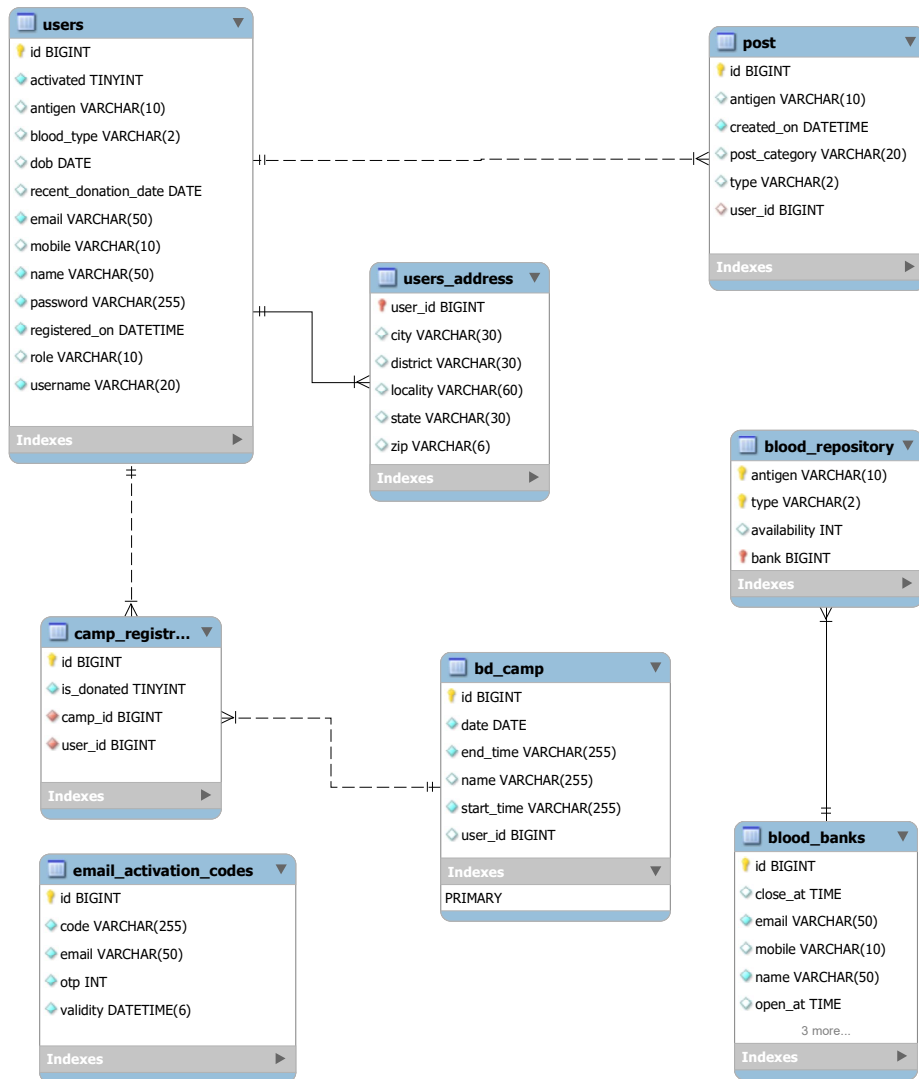 users
id BIGINT
activated TINYINT
antigen VARCHAR(10)
blood_type VARCHAR(2)
dob DATE
recent_donation_date DATE
email VARCHAR(50)
mobile VARCHAR(10)
name VARCHAR(50)
password VARCHAR(255)
registered_on DATETIME
role VARCHAR(10)
username VARCHAR(20)
Indexes
post
id BIGINT
antigen VARCHAR(10)
created_on DATETIME
post_category VARCHAR(20)
type VARCHAR(2)
user_id BIGINT
Indexes
users_address
user_id BIGINT
city VARCHAR(30)
district VARCHAR(30)
locality VARCHAR(60)
state VARCHAR(30)
zip VARCHAR(6)
Indexes
blood_repository
antigen VARCHAR(10)
type VARCHAR(2)
availability INT
bank BIGINT
Indexes
camp_registr...
id BIGINT
is_donated TINYINT
camp_id BIGINT
user_id BIGINT
Indexes
bd_camp
id BIGINT
date DATE
end_time VARCHAR(255)
name VARCHAR(255)
start_time VARCHAR(255)
user_id BIGINT
Indexes
PRIMARY
email_activation_codes
id BIGINT
code VARCHAR(255)
email VARCHAR(50)
otp INT
validity DATETIME(6)
Indexes
blood_banks
id BIGINT
close_at TIME
email VARCHAR(50)
mobile VARCHAR(10)
name VARCHAR(50)
open_at TIME
3 more...
Indexes